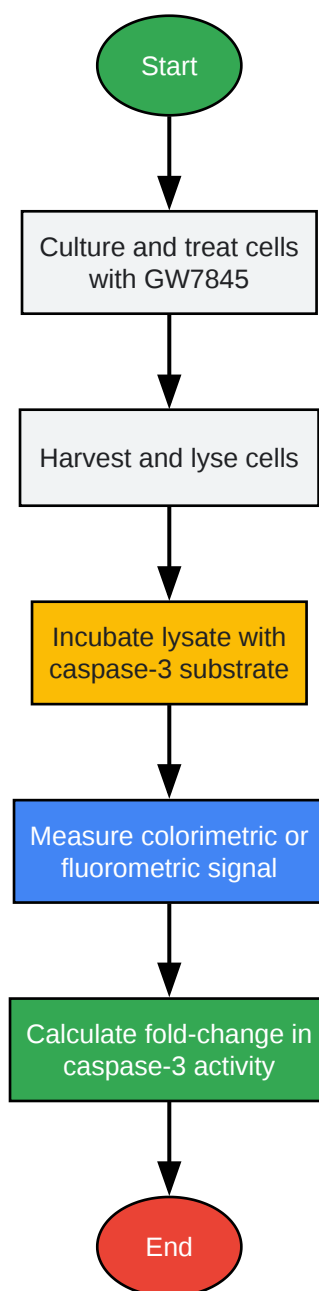 Start
Culture and treat cells
with GW7845
Harvest and lyse cells
Incubate lysate with
caspase-3 substrate
Measure colorimetric or
fluorometric signal
Calculate fold-change in
caspase-3 activity
End